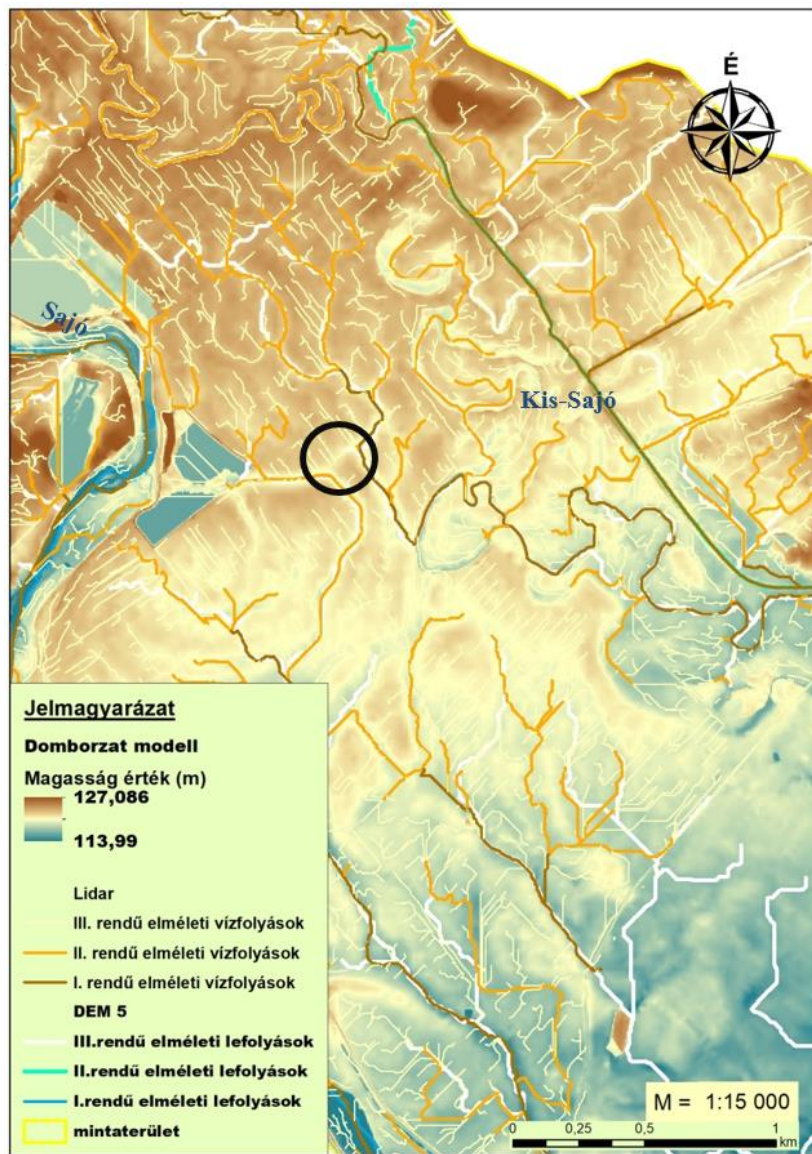 É
Sajó
Kis-Sajó
Jelmagyarázat
Domborzat modell
Magasság érték (m)
127,086
113,99
Lidar
III. rendű elméleti vízfolyások
II. rendű elméleti vízfolyások
I. rendű elméleti vízfolyások
DEM 5
III.rendű elméleti lefolyások
II.rendű elméleti lefolyások
I.rendű elméleti lefolyások
mintaterület
M = 1:15 000
0 0,25 0,5 1
km